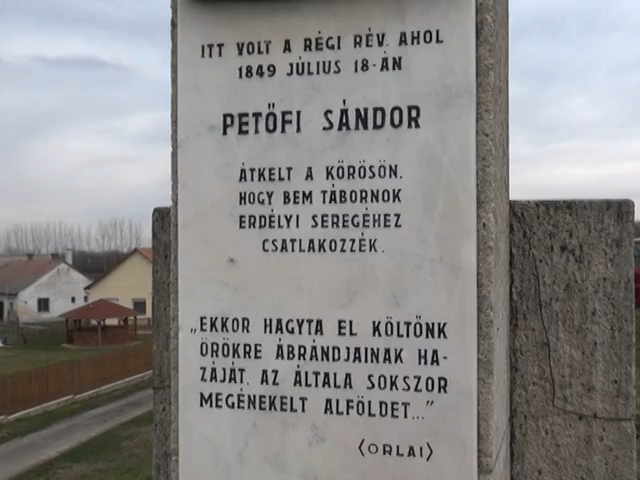 ITT VOLT A RÉGI RÉV. AHOL
1849 JÚLIUS 18-ÁN
PETŐFI SÁNDOR
ÁTKELT A KÖRÖSÖN.
HOGY BEM TÁBORNOK
ERDÉLYI SEREGÉHEZ
CSATLAKOZZÉK.
„EKKOR HAGYTA EL KÖLTŐNK
ÖRÖKRE ÁBRÁNDJAINAK HA-
ZÁJÁT. AZ ÁLTALA SOKSZOR
MEGÉNEKELT ALFÖLDET..."
(ORLAI)